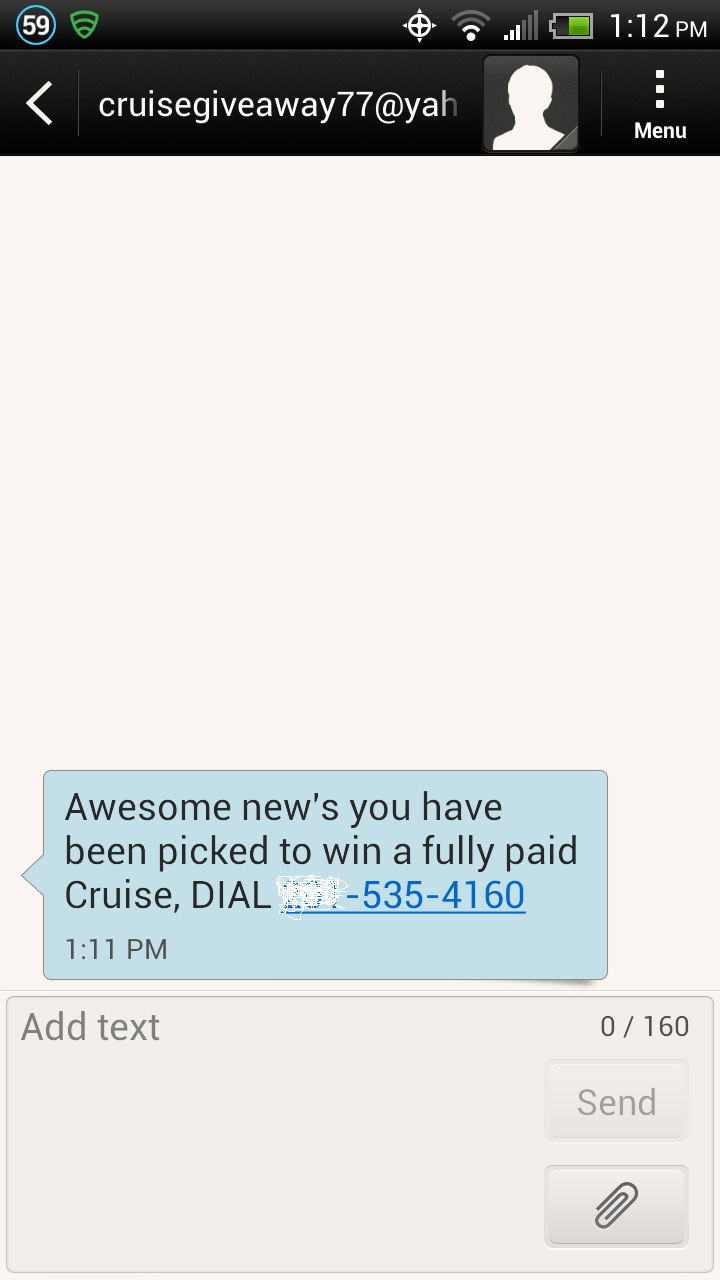 59
1:12 PM
cruisegiveaway77@yah
Menu
Awesome new's you have
been picked to win a fully paid
Cruise, DIAL -535-4160
1:11 PM
Add text
0 / 160
Send